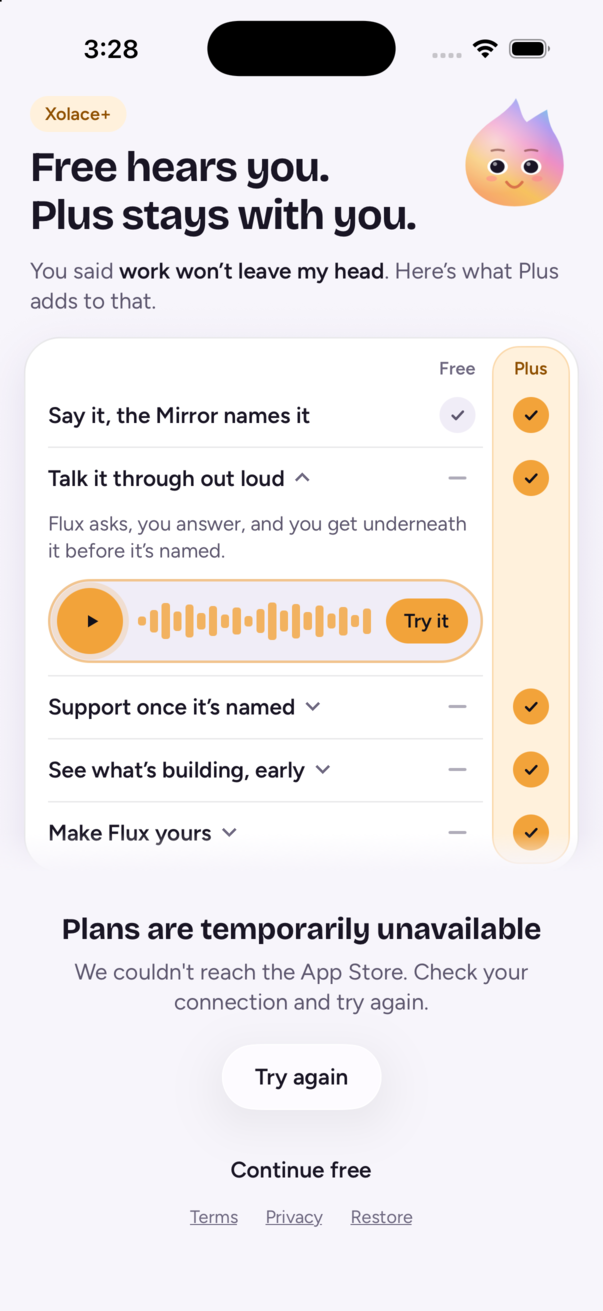 3:28
Xolace+
Free hears you.
Plus stays with you.
You said work won’t leave my head. Here’s what Plus
adds to that.
Free Plus
Say it, the Mirror names it
Talk it through out loud
Flux asks, you answer, and you get underneath
it before it’s named.
Try it
Support once it’s named
See what’s building, early
Make Flux yours
Plans are temporarily unavailable
We couldn't reach the App Store. Check your
connection and try again.
Try again
Continue free
Terms Privacy Restore